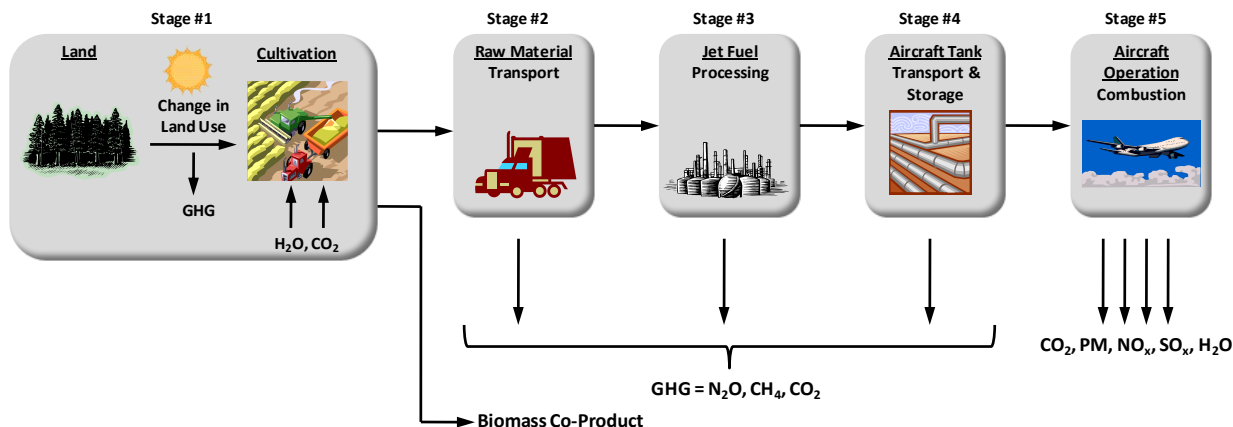 Stage #1
Stage #2
Stage #3
Stage #4
Stage #5
Land
Change in
Land Use
GHG
Cultivation
H₂O, CO₂
Raw Material
Transport
Jet Fuel
Processing
Aircraft Tank
Transport &
Storage
Aircraft
Operation
Combustion
GHG = N₂O, CH₄, CO₂
CO₂, PM, NOₓ, SOₓ, H₂O
Biomass Co-Product